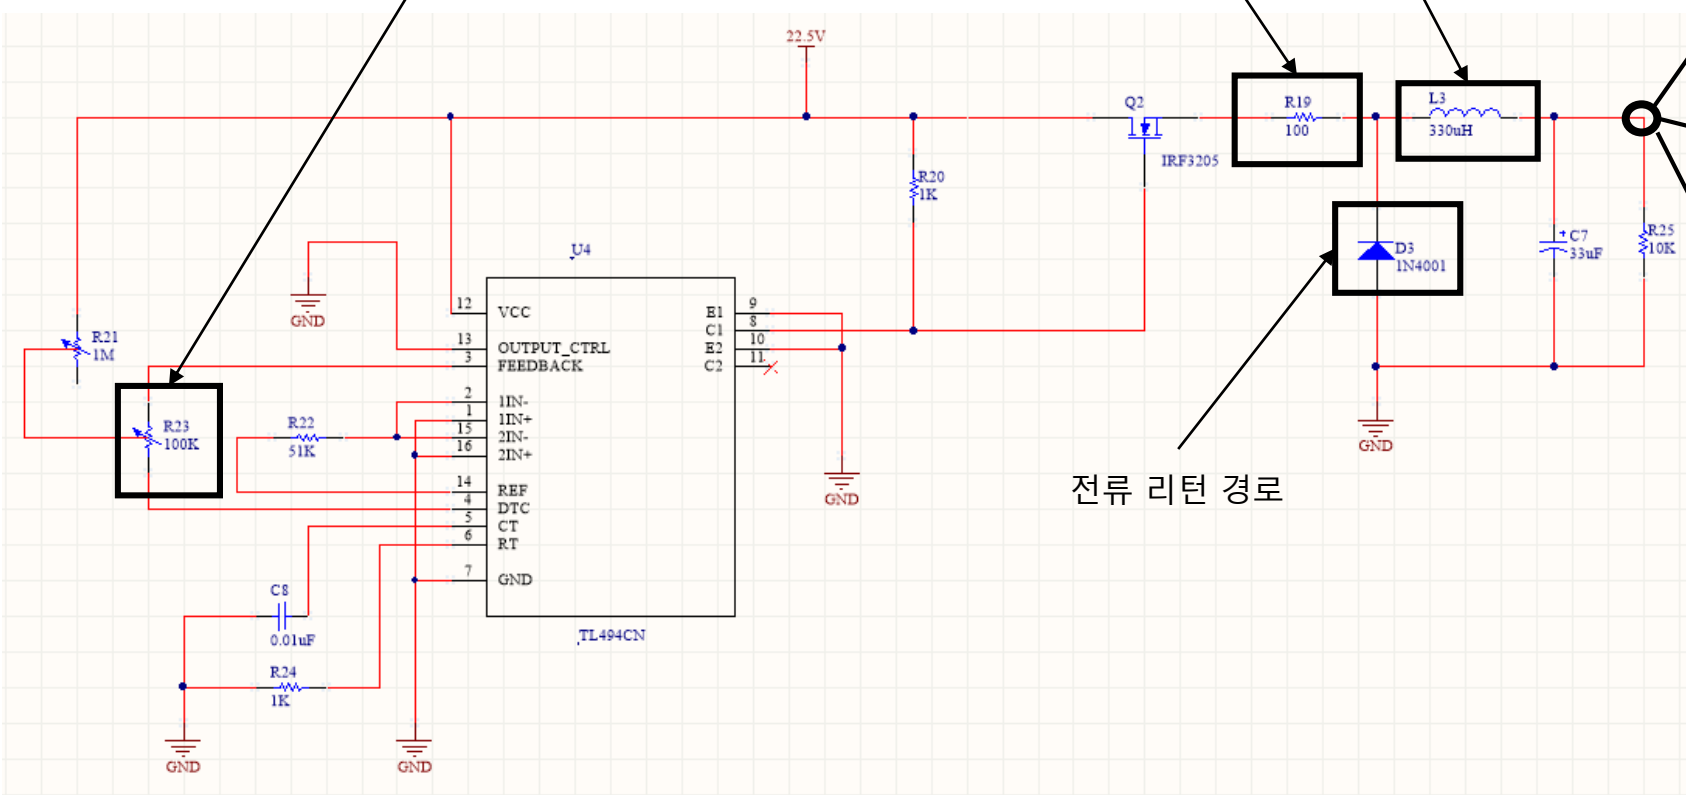 22.5V
Q2
IRF3205
R19
100
L3
330uH
R20
1K
D3
1N4001
C7
33uF
R25
10K
U4
GND
R21
1M
R23
100K
R22
51K
12 VCC
13 OUTPUT_CTRL
3 FEEDBACK
2 1IN-
1 1IN+
15 2IN-
16 2IN+
14 REF
4 DTC
5 CT
6 RT
7 GND
E1 9
C1 8
E2 10
C2 11
TL494CN
GND
GND
전류 리턴 경로
C8
0.01uF
R24
1K
GND
GND